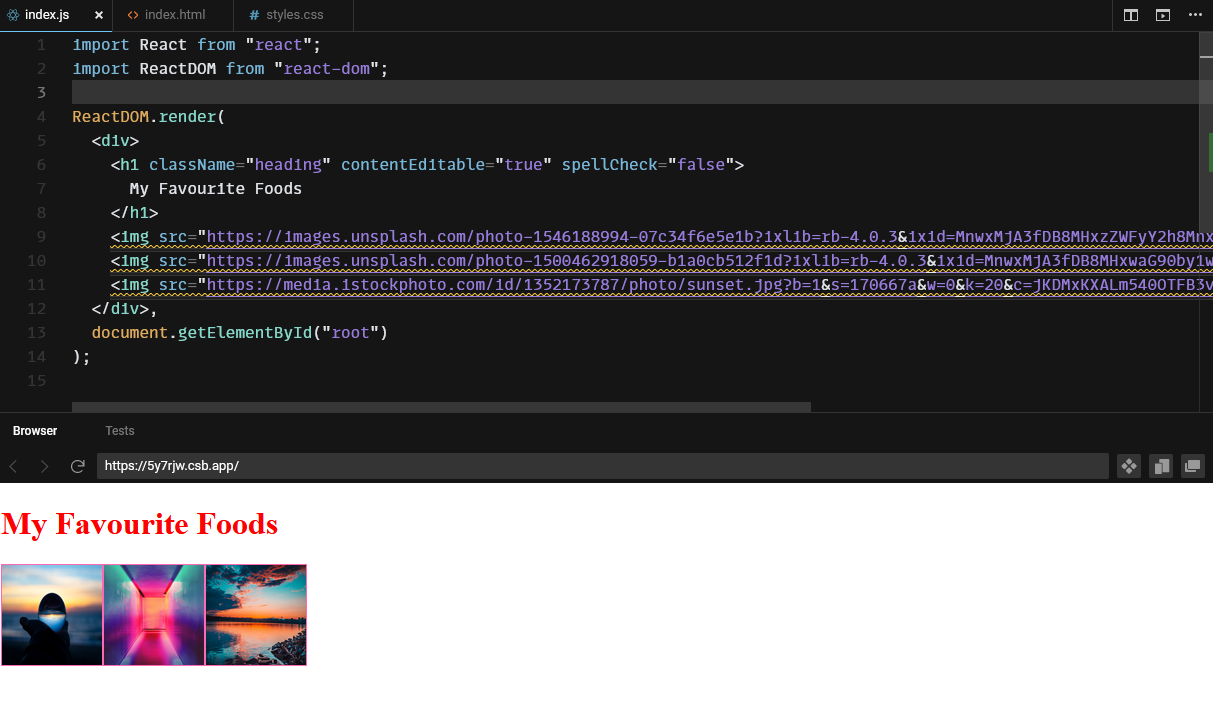 index.js × <> index.html # styles.css ···
1 import React from "react";
2 import ReactDOM from "react-dom";
3
4 ReactDOM.render(
5 <div>
6 <h1 className="heading" contentEditable="true" spellCheck="false">
7 My Favourite Foods
8 </h1>
9 <img src="https://images.unsplash.com/photo-1546188994-07c34f6e5e1b?ixlib=rb-4.0.3&ixid=MnwxMjA3fDB8MHxzZWFyY2h8Mnx
10 <img src="https://images.unsplash.com/photo-1500462918059-b1a0cb512f1d?ixlib=rb-4.0.3&ixid=MnwxMjA3fDB8MHxwaG90by1w
11 <img src="https://media.istockphoto.com/id/1352173787/photo/sunset.jpg?b=1&s=170667a&w=0&k=20&c=jKDMxKXALm540OTFB3v
12 </div>,
13 document.getElementById("root")
14 );
15
Browser Tests
https://5y7rjw.csb.app/
My Favourite Foods